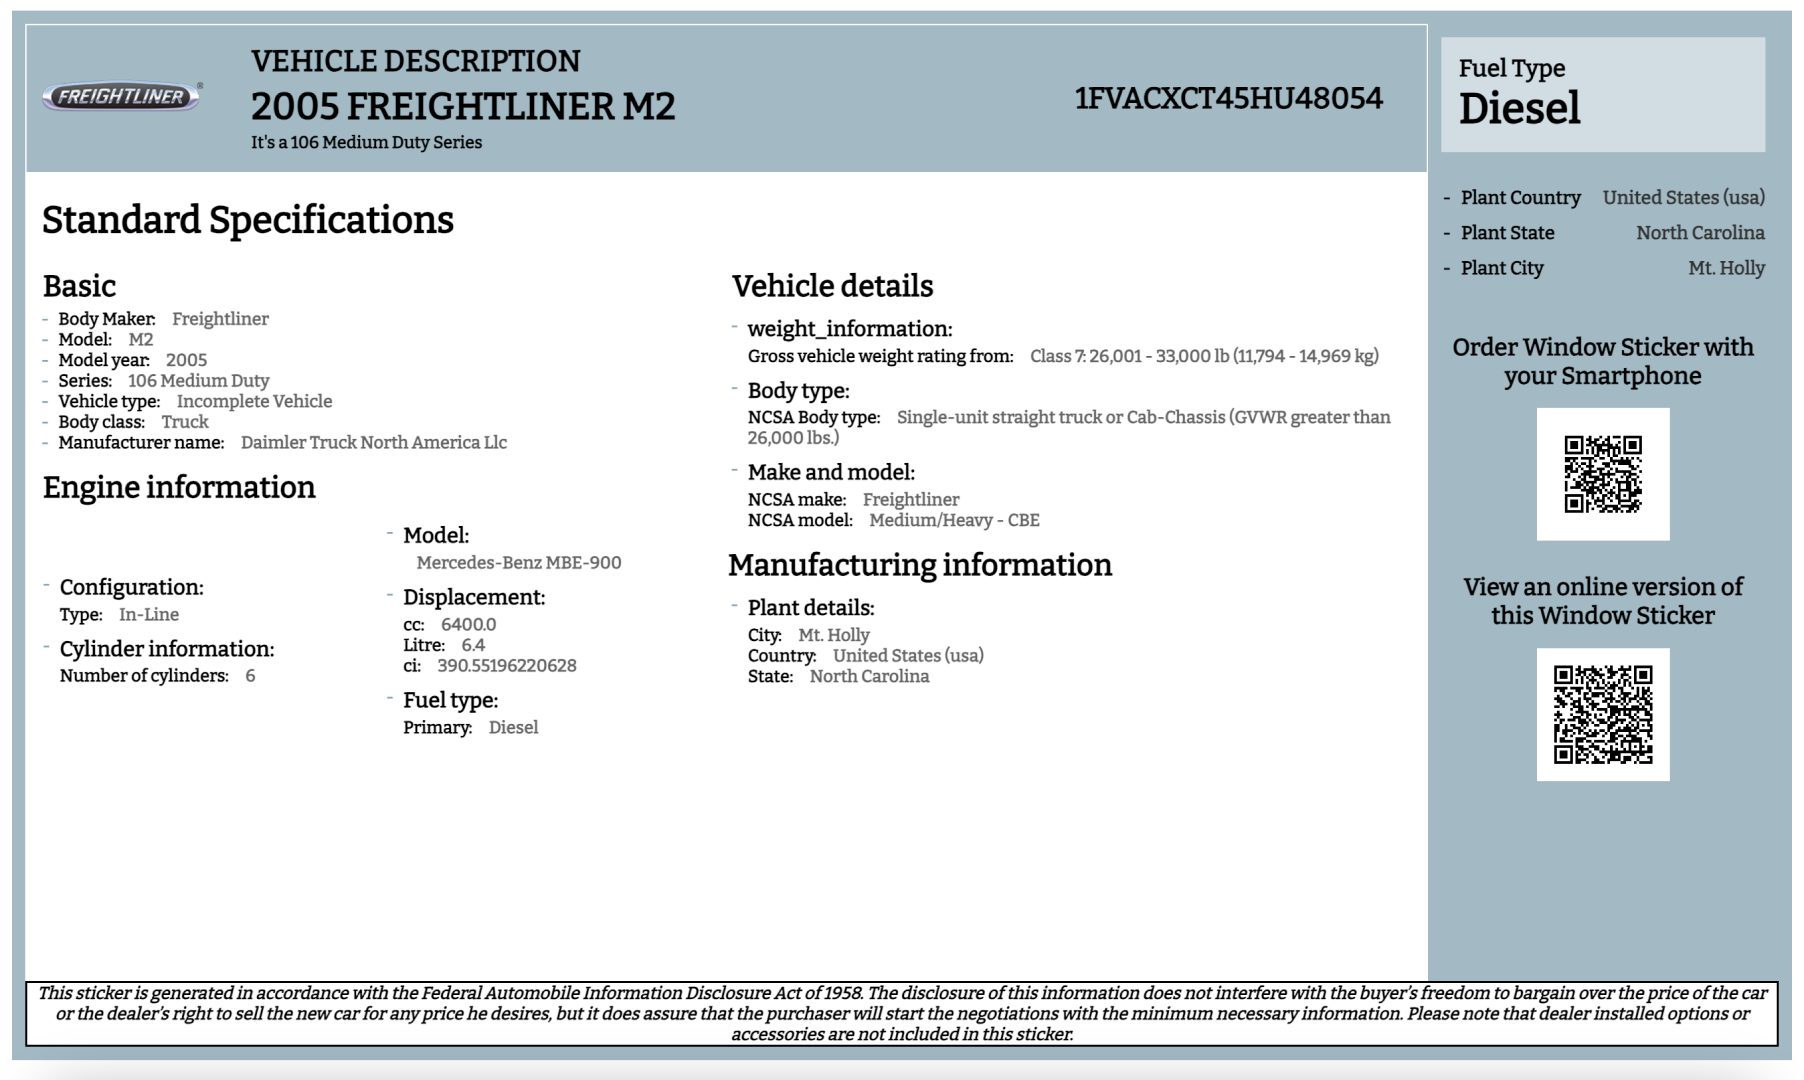 FREIGHTLINER®
VEHICLE DESCRIPTION
2005 FREIGHTLINER M2
It's a 106 Medium Duty Series
1FVACXCT45HU48054
Standard Specifications
Basic
- Body Maker: Freightliner
- Model: M2
- Model year: 2005
- Series: 106 Medium Duty
- Vehicle type: Incomplete Vehicle
- Body class: Truck
- Manufacturer name: Daimler Truck North America Llc
Engine information
- Configuration:
Type: In-Line
- Cylinder information:
Number of cylinders: 6
- Model:
Mercedes-Benz MBE-900
- Displacement:
cc: 6400.0
Litre: 6.4
ci: 390.55196220628
- Fuel type:
Primary: Diesel
Vehicle details
- weight_information:
Gross vehicle weight rating from: Class 7: 26,001 - 33,000 lb (11,794 - 14,969 kg)
- Body type:
NCSA Body type: Single-unit straight truck or Cab-Chassis (GVWR greater than
26,000 lbs.)
- Make and model:
NCSA make: Freightliner
NCSA model: Medium/Heavy - CBE
Manufacturing information
- Plant details:
City: Mt. Holly
Country: United States (usa)
State: North Carolina
Fuel Type
Diesel
- Plant Country United States (usa)
- Plant State North Carolina
- Plant City Mt. Holly
Order Window Sticker with
your Smartphone
View an online version of
this Window Sticker
This sticker is generated in accordance with the Federal Automobile Information Disclosure Act of 1958. The disclosure of this information does not interfere with the buyer's freedom to bargain over the price of the car
or the dealer's right to sell the new car for any price he desires, but it does assure that the purchaser will start the negotiations with the minimum necessary information. Please note that dealer installed options or
accessories are not included in this sticker.